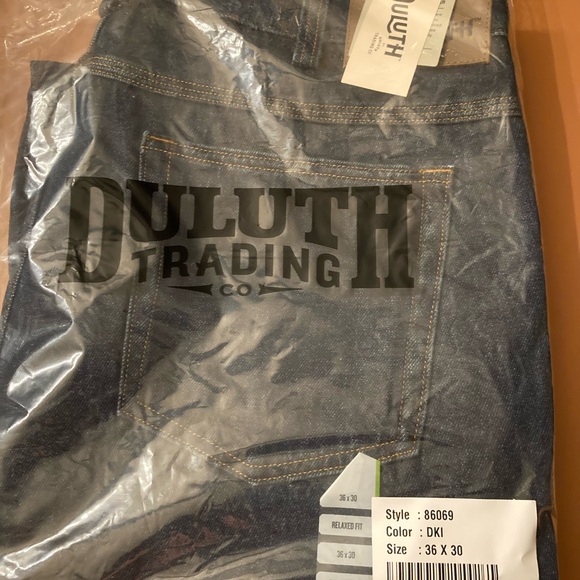 DULUTH
DULUTH
TRADING
CO
36 x 30
RELAXED FIT
36 x 30
Style : 86069
Color : DKI
Size : 36 X 30